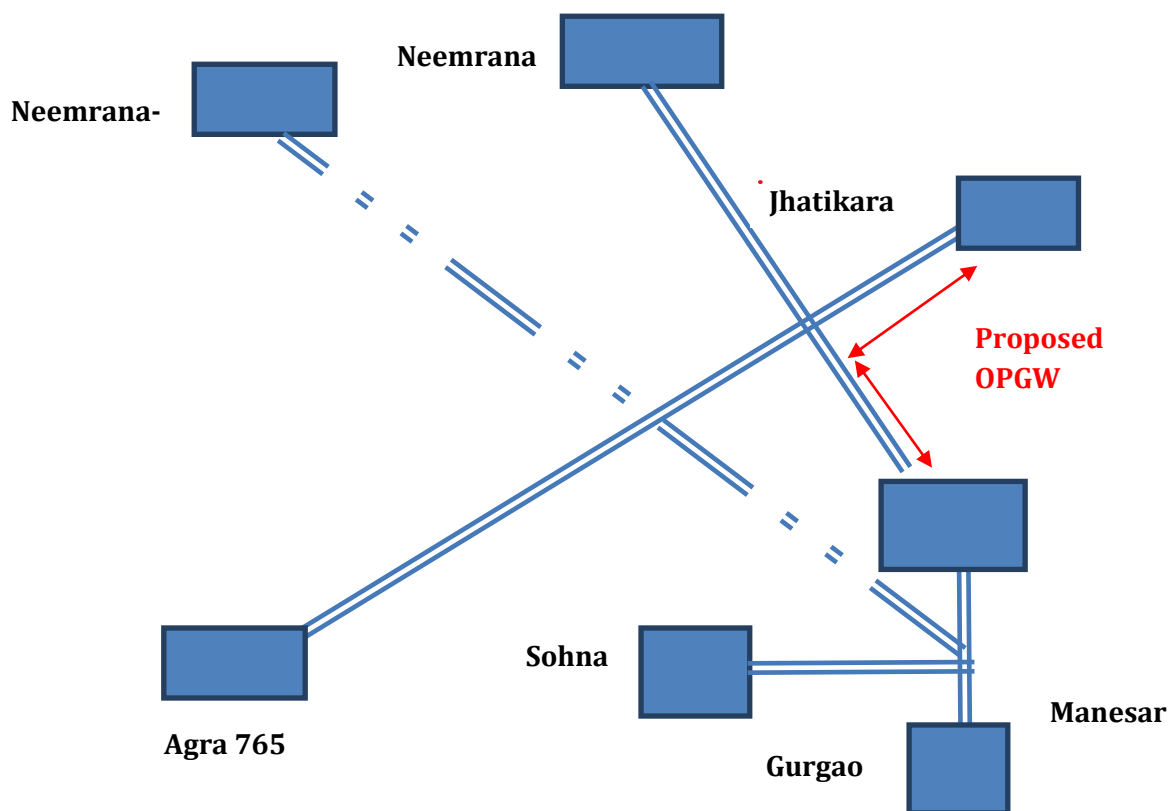 Neemrana
Neemrana-
Jhatikara
Proposed
OPGW
Sohna
Manesar
Agra 765
Gurgao